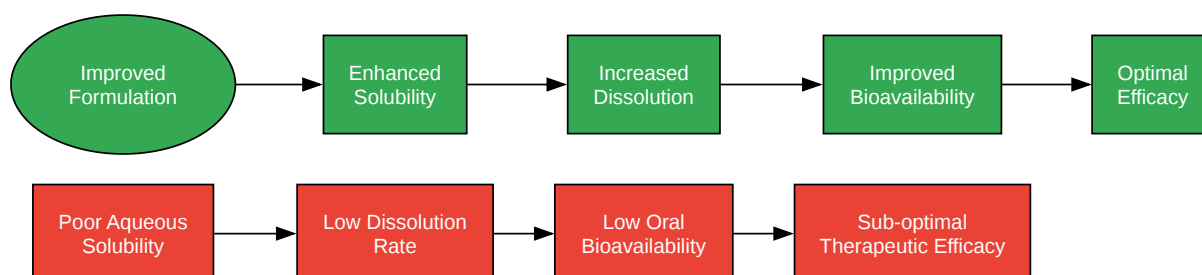 Improved
Formulation
Enhanced
Solubility
Increased
Dissolution
Improved
Bioavailability
Optimal
Efficacy
Poor Aqueous
Solubility
Low Dissolution
Rate
Low Oral
Bioavailability
Sub-optimal
Therapeutic Efficacy